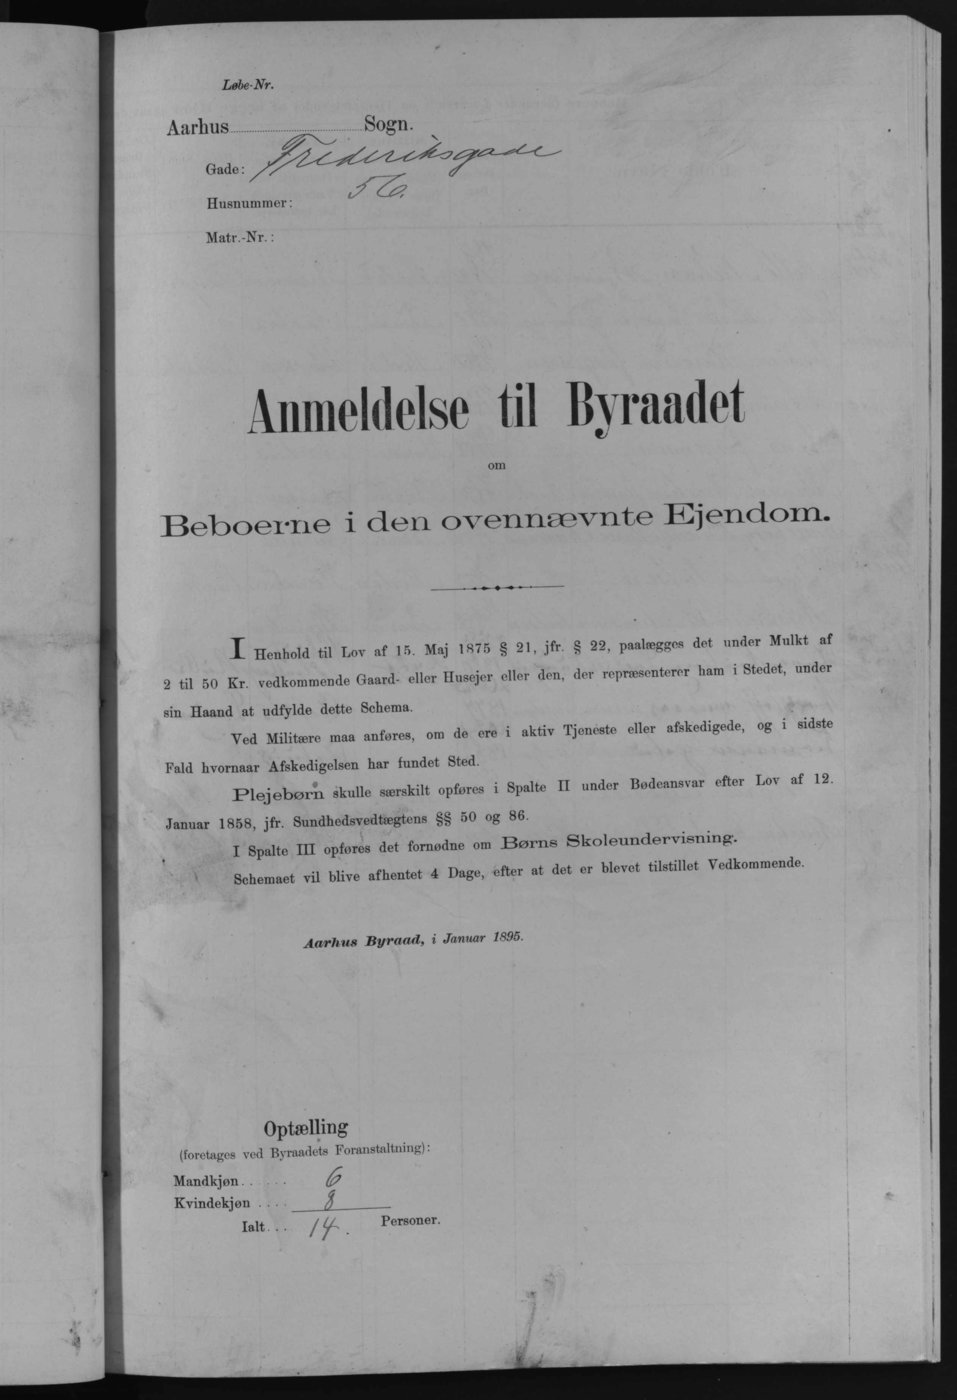 Løbe-Nr.
Aarhus Sogn.
Gade: Frederiksgade
Husnummer: 56.
Matr.-Nr.:
Anmeldelse til Byraadet
om
Beboerne i den ovennævnte Ejendom.
I Henhold til Lov af 15. Maj 1875 § 21, jfr. § 22, paalægges det under Mulkt af
2 til 50 Kr. vedkommende Gaard- eller Husejer eller den, der repræsenterer ham i Stedet, under
sin Haand at udfylde dette Schema.
Ved Militære maa anføres, om de ere i aktiv Tjeneste eller afskedigede, og i sidste
Fald hvornaar Afskedigelsen har fundet Sted.
Plejebørn skulle særskilt opføres i Spalte II under Bødeansvar efter Lov af 12.
Januar 1858, jfr. Sundhedsvedtægtens §§ 50 og 86.
I Spalte III opføres det fornødne om Børns Skoleundervisning.
Schemaet vil blive afhentet 4 Dage, efter at det er blevet tilstillet Vedkommende.
Aarhus Byraad, i Januar 1895.
Optælling
(foretages ved Byraadets Foranstaltning):
Mandkjøn...... 6
Kvindekjøn .... 8
Ialt... 14. Personer.